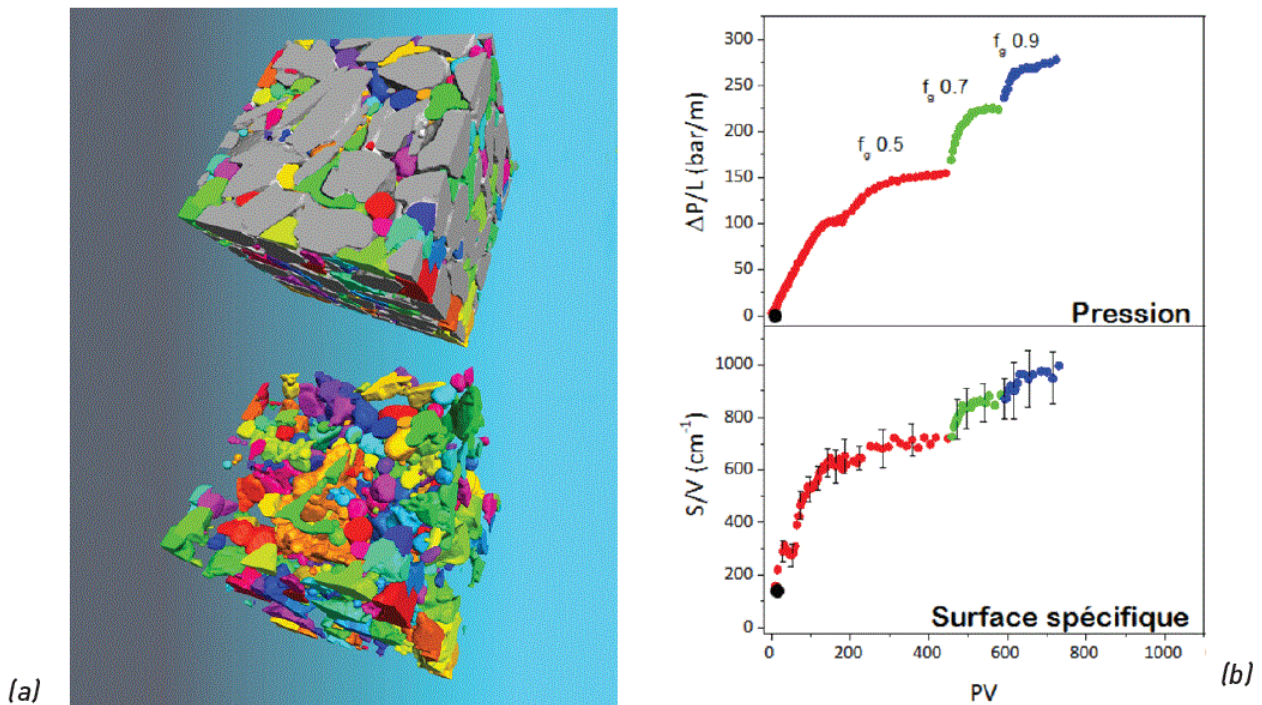 (a)
300
250
200
150
100
50
0
ΔP/L (bar/m)
f_g 0.5
f_g 0.7
f_g 0.9
Pression
1000
800
600
400
200
0
S/V (cm⁻¹)
Surface spécifique
0 200 400 600 800 1000
PV
(b)